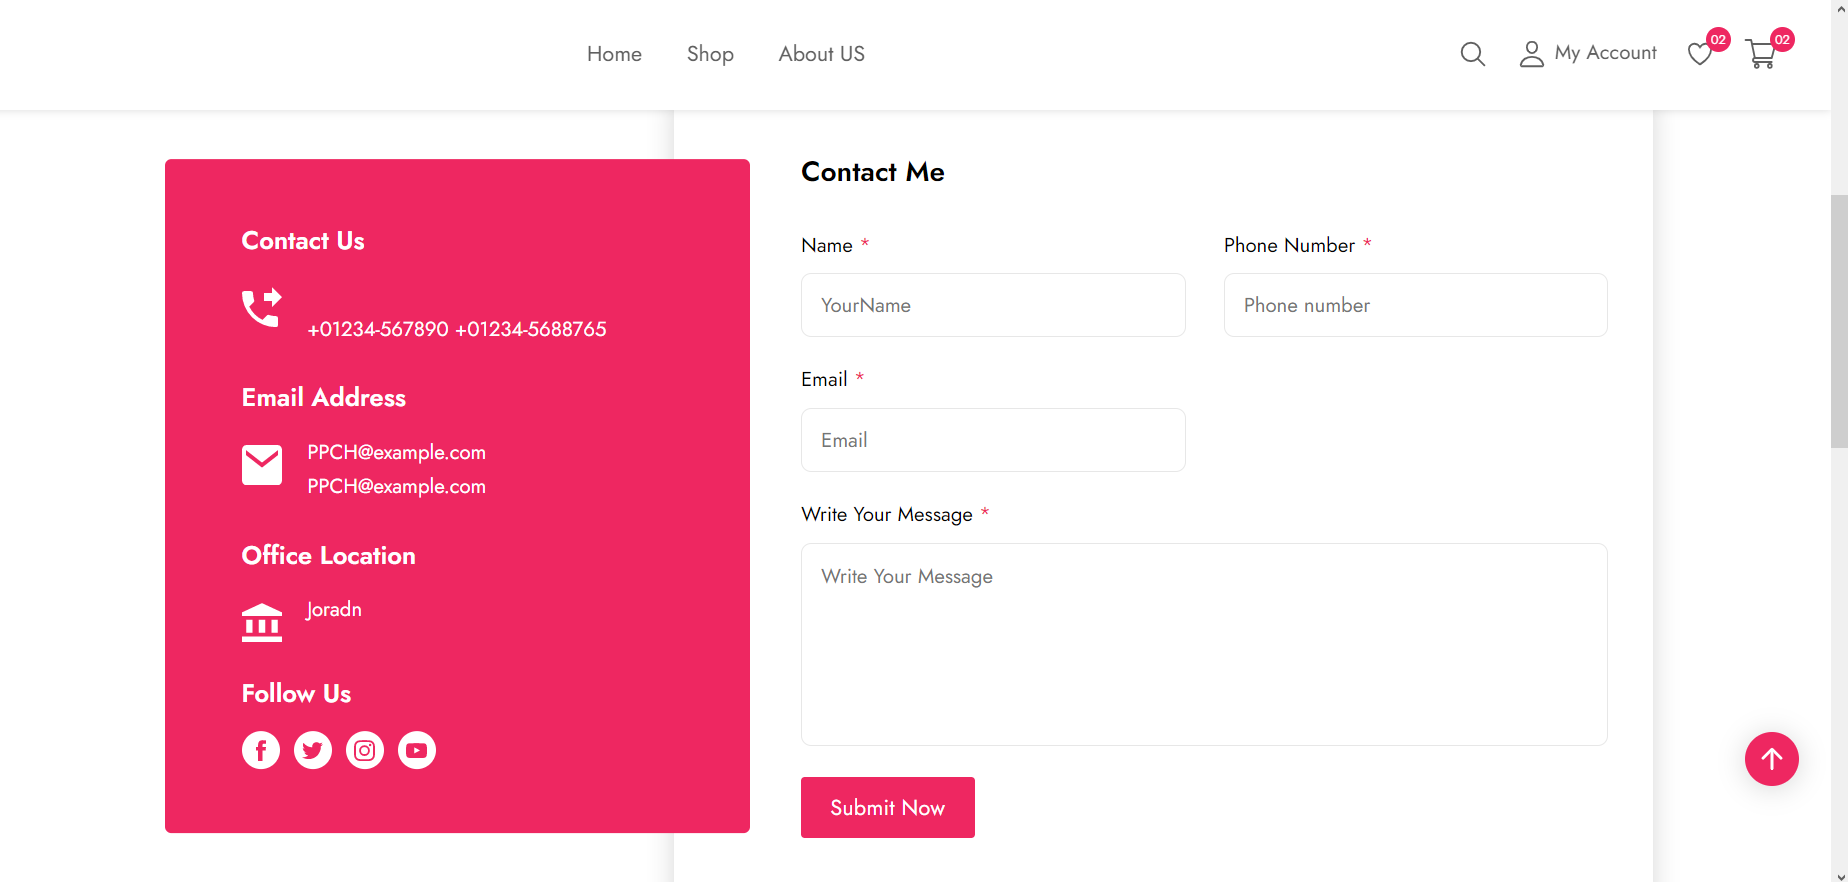 Home Shop About US My Account 02 02
Contact Us
+01234-567890 +01234-5688765
Email Address
PPCH@example.com
PPCH@example.com
Office Location
Joradn
Follow Us
Contact Me
Name * Phone Number *
YourName Phone number
Email *
Email
Write Your Message *
Write Your Message
Submit Now